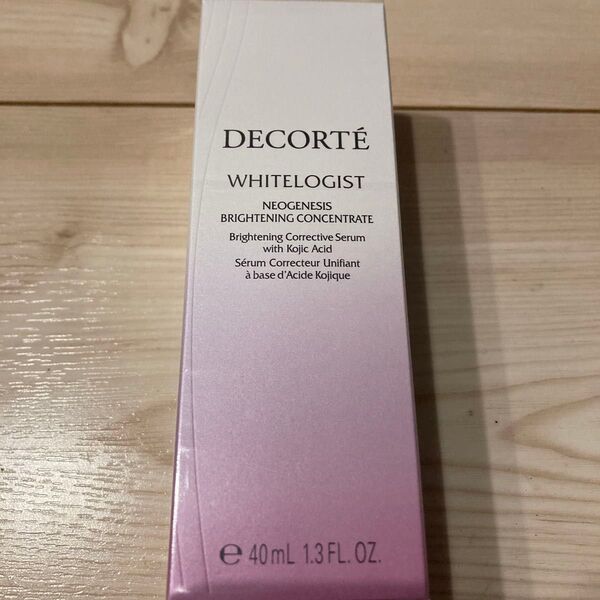 DECORTÉ
WHITELOGIST
NEOGENESIS
BRIGHTENING CONCENTRATE
Brightening Corrective Serum
with Kojic Acid
Sérum Correcteur Unifiant
à base d'Acide Kojique
℮ 40mL 1.3 FL. OZ.